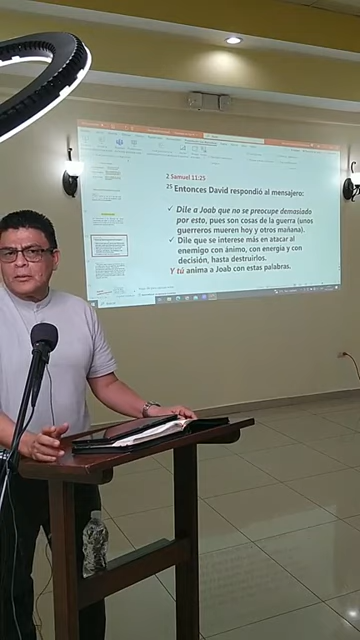 2 Samuel 11:25
25 Entonces David respondió al mensajero:
✓ Dile a Joab que no se preocupe demasiado
por esto, pues son cosas de la guerra (unos
guerreros mueren hoy y otros mañana).
✓ Dile que se interese más en atacar al
enemigo con ánimo, con energía y con
decisión, hasta destruirlos.
Y tú anima a Joab con estas palabras.